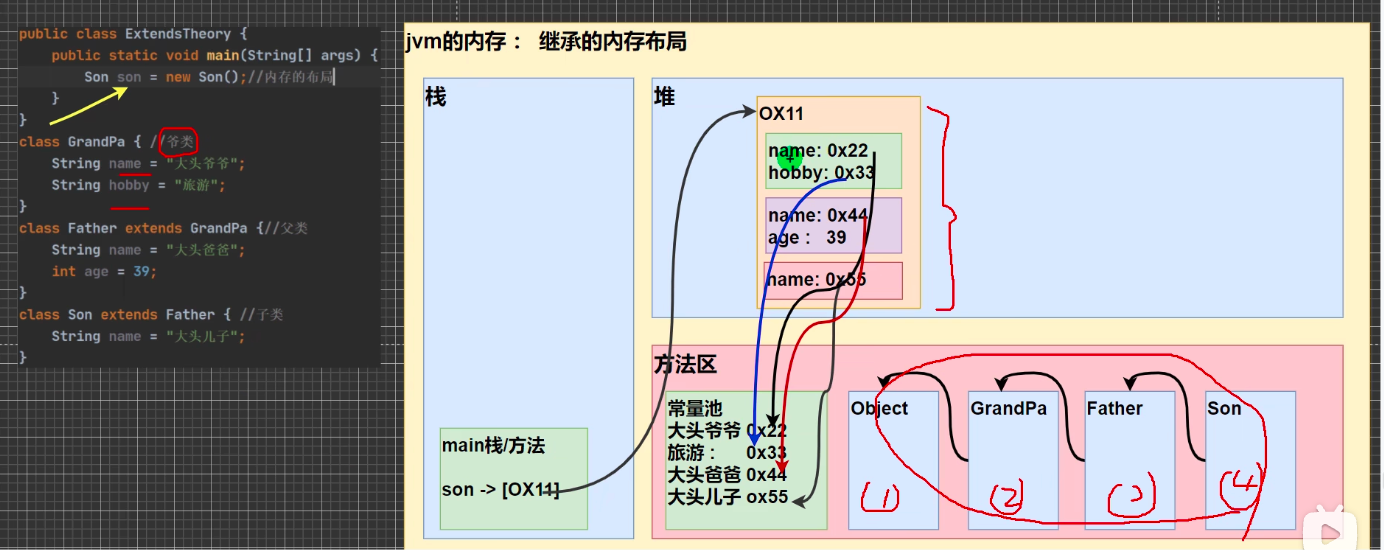 public class ExtendsTheory {
public static void main(String[] args) {
Son son = new Son();//内存的布局
}
}
class GrandPa { //爷类
String name = "大头爷爷";
String hobby = "旅游";
}
class Father extends GrandPa {//父类
String name = "大头爸爸";
int age = 39;
}
class Son extends Father { //子类
String name = "大头儿子";
}
jvm的内存： 继承的内存布局
栈
main栈/方法
son -> [OX11]
堆
OX11
name: 0x22
hobby: 0x33
name: 0x44
age： 39
name: 0x55
方法区
常量池
大头爷爷 0x22
旅游： 0x33
大头爸爸 0x44
大头儿子 ox55
Object
GrandPa
Father
Son
(1)
(2)
(3)
(4)